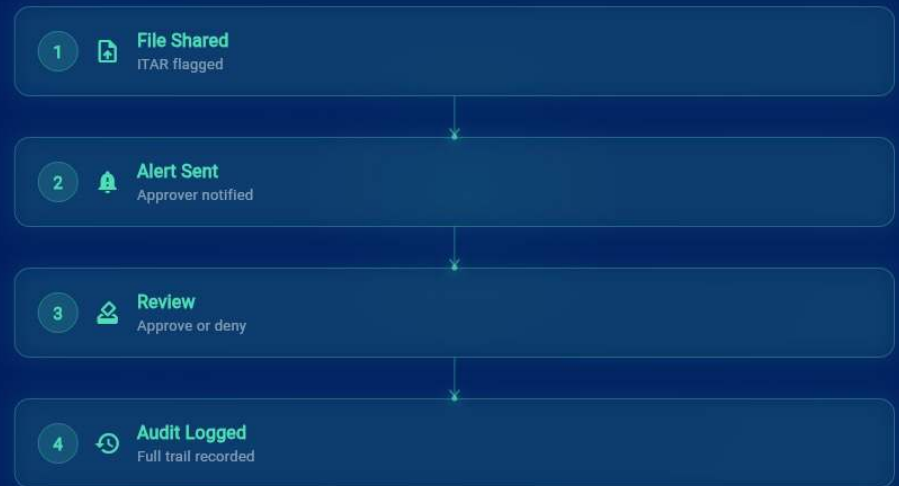 1
File Shared
ITAR flagged
2
Alert Sent
Approver notified
3
Review
Approve or deny
4
Audit Logged
Full trail recorded